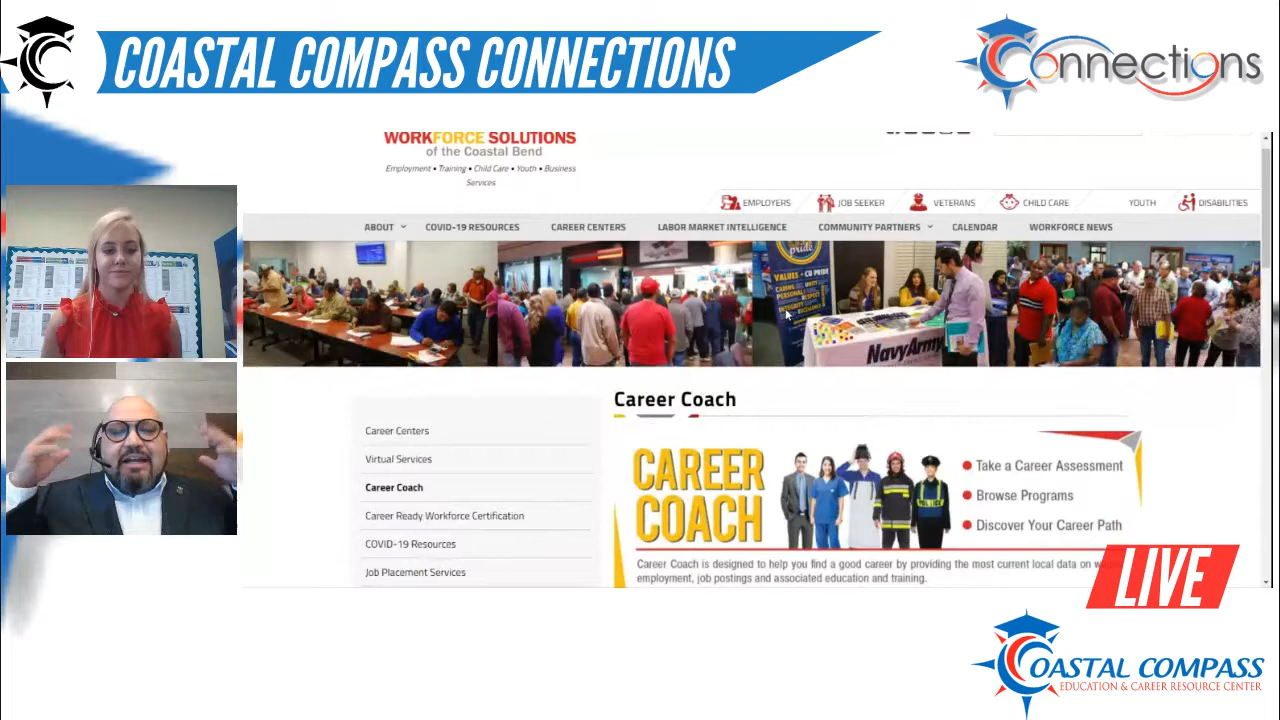 COASTAL COMPASS CONNECTIONS
Connections
WORKFORCE SOLUTIONS
of the Coastal Bend
Employment • Training • Child Care • Youth • Business
Services
EMPLOYERS JOB SEEKER VETERANS CHILD CARE YOUTH DISABILITIES
ABOUT COVID-19 RESOURCES CAREER CENTERS LABOR MARKET INTELLIGENCE COMMUNITY PARTNERS CALENDAR WORKFORCE NEWS
pride
VALUES • CU PRIDE
NavyArmy
Career Coach
Career Centers
Virtual Services
Career Coach
Career Ready Workforce Certification
COVID-19 Resources
Job Placement Services
CAREER
COACH
Take a Career Assessment
Browse Programs
Discover Your Career Path
Career Coach is designed to help you find a good career by providing the most current local data on
employment, job postings and associated education and training.
LIVE
COASTAL COMPASS
EDUCATION & CAREER RESOURCE CENTER